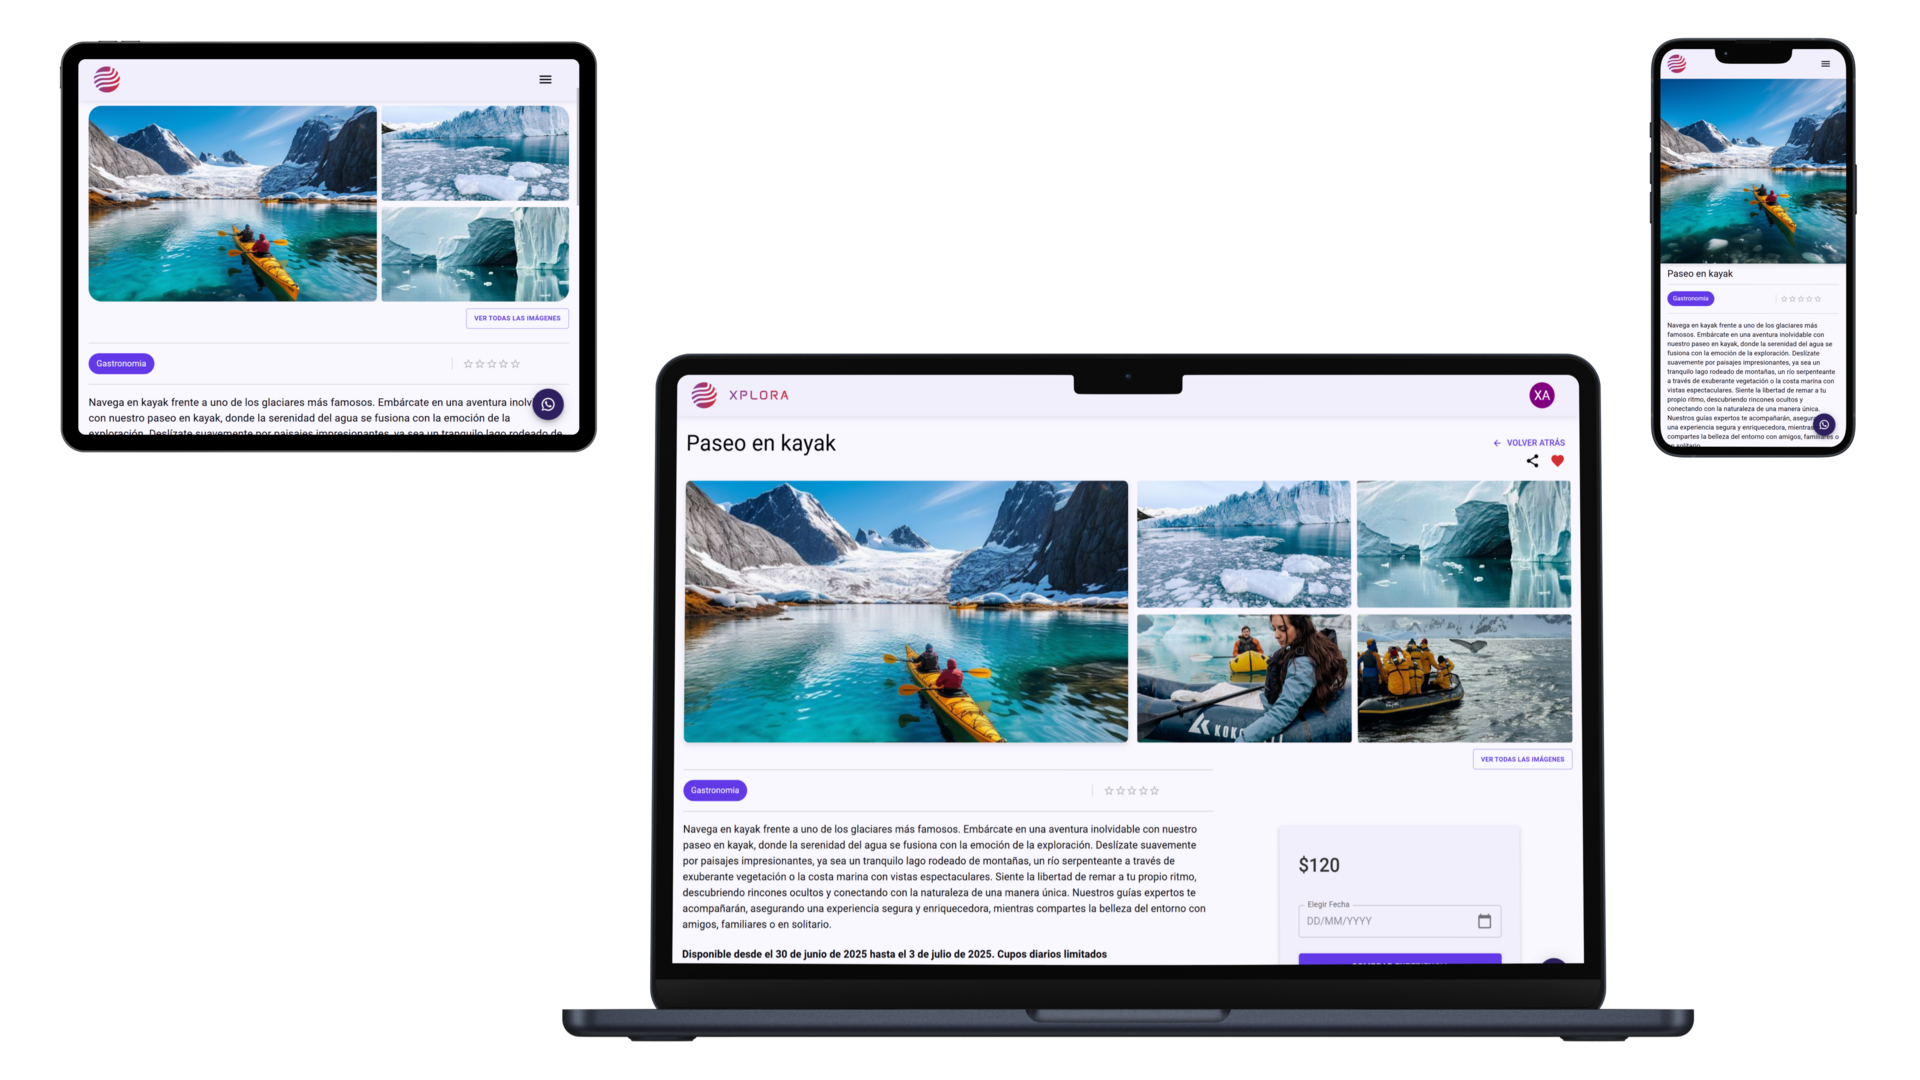 VER TODAS LAS IMÁGENES
Gastronomia
Navega en kayak frente a uno de los glaciares más famosos. Embárcate en una aventura
con nuestro paseo en kayak, donde la serenidad del agua se fusiona con la emoción de la
exploración. Deslízate suavemente por paisajes impresionantes, ya sea un tranquilo lago rodeado de
Paseo en kayak
Gastronomia
Navega en kayak frente a uno de los glaciares más
famosos. Embárcate en una aventura inolvidable con
nuestro paseo en kayak, donde la serenidad del agua se
fusiona con la emoción de la exploración. Deslízate
suavemente por paisajes impresionantes, ya sea un
tranquilo lago rodeado de montañas, un río serpenteante
a través de exuberante vegetación o la costa marina con
vistas espectaculares. Siente la libertad de remar a tu
propio ritmo, descubriendo rincones ocultos y
conectando con la naturaleza de una manera única.
Nuestros guías expertos te acompañarán,
una experiencia segura y enriquecedora,
compartes la belleza del entorno con amigos, familiares o
en solitario.
XPLORA
XA
Paseo en kayak
VOLVER ATRÁS
VER TODAS LAS IMÁGENES
Gastronomia
Navega en kayak frente a uno de los glaciares más famosos. Embárcate en una aventura inolvidable con nuestro
paseo en kayak, donde la serenidad del agua se fusiona con la emoción de la exploración. Deslízate suavemente
por paisajes impresionantes, ya sea un tranquilo lago rodeado de montañas, un río serpenteante a través de
exuberante vegetación o la costa marina con vistas espectaculares. Siente la libertad de remar a tu propio ritmo,
descubriendo rincones ocultos y conectando con la naturaleza de una manera única. Nuestros guías expertos te
acompañarán, asegurando una experiencia segura y enriquecedora, mientras compartes la belleza del entorno con
amigos, familiares o en solitario.
Disponible desde el 30 de junio de 2025 hasta el 3 de julio de 2025. Cupos diarios limitados
$120
Elegir Fecha
DD/MM/YYYY